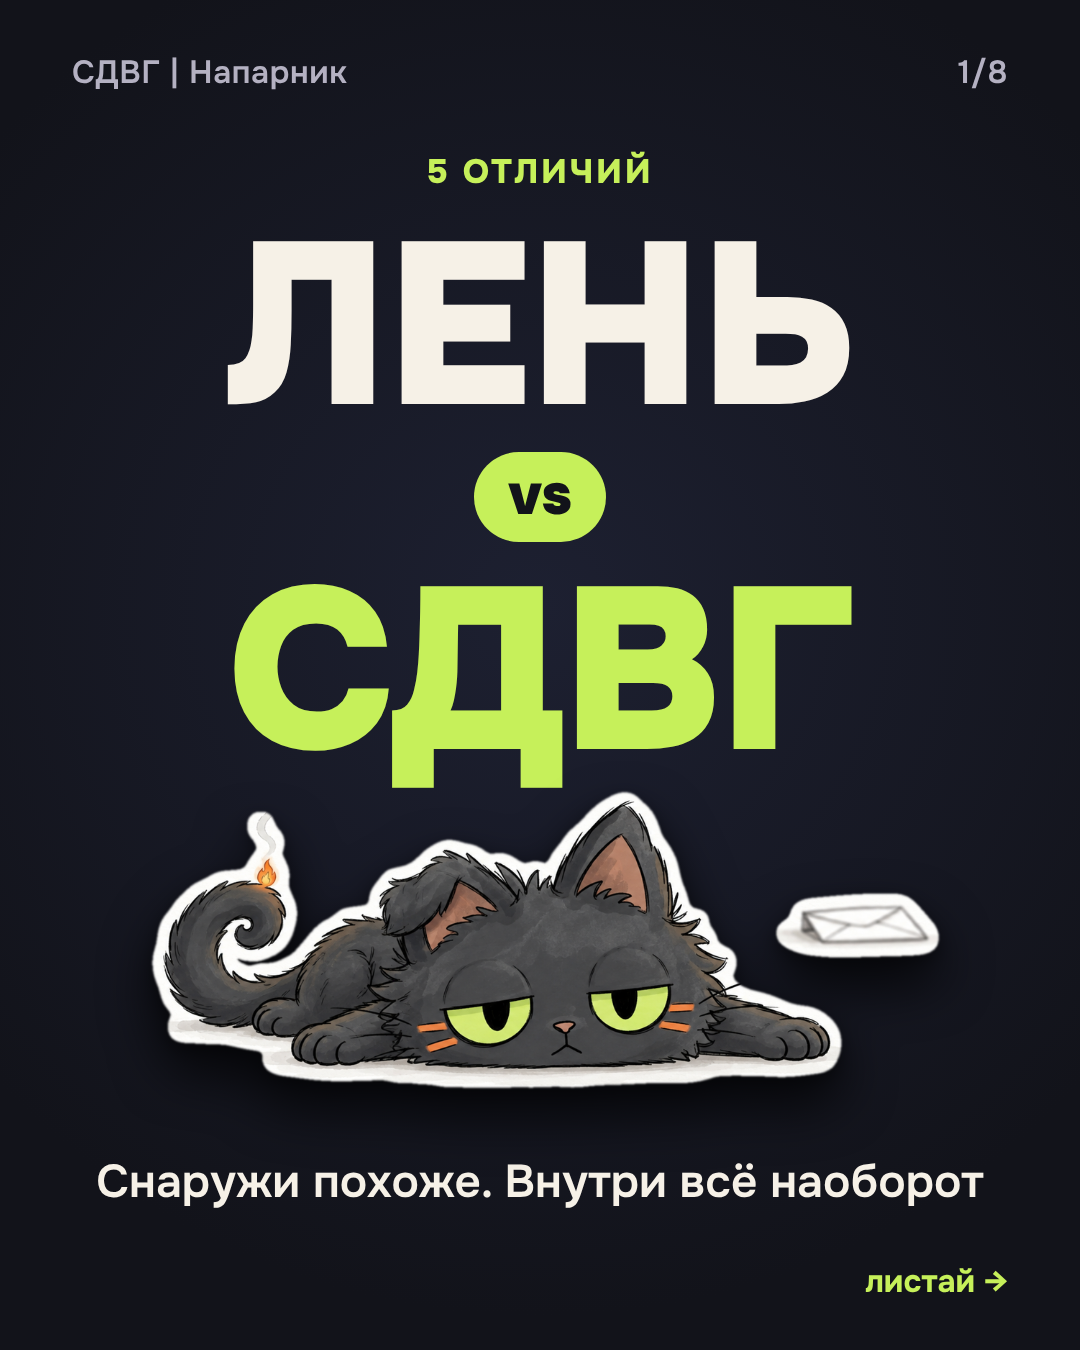 СДВГ | Напарник
1/8
5 ОТЛИЧИЙ
ЛЕНЬ
vs
СДВГ
Снаружи похоже. Внутри всё наоборот
листай →